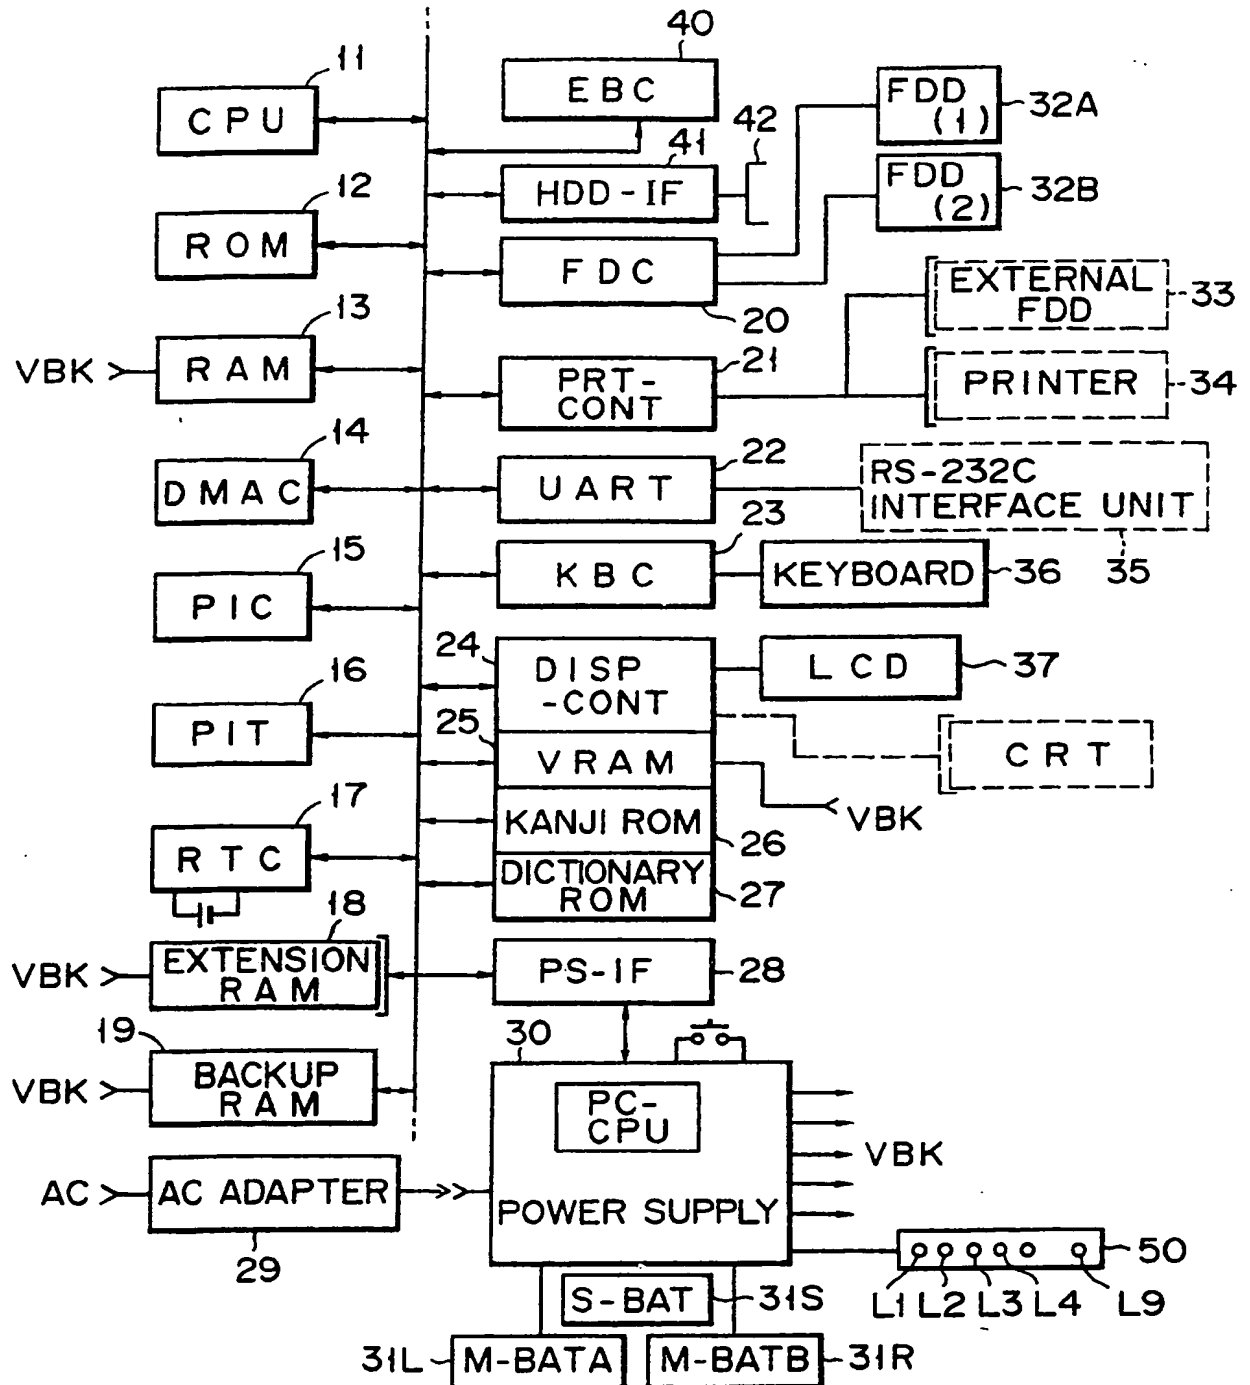 40
11
EBC
FDD
(1)
32A
CPU
41
42
12
HDD-IF
FDD
(2)
32B
ROM
FDC
20
EXTERNAL
FDD
33
13
VBK
RAM
21
PRT-
CONT
PRINTER
34
14
22
DMAC
UART
RS-232C
INTERFACE UNIT
35
23
15
KBC
KEYBOARD
36
PIC
24
DISP
-CONT
LCD
37
16
PIT
25
VRAM
CRT
VBK
17
KANJI ROM
26
RTC
DICTIONARY
ROM
27
18
VBK
EXTENSION
RAM
PS-IF
28
19
30
VBK
BACKUP
RAM
PC-
CPU
VBK
AC
AC ADAPTER
29
POWER SUPPLY
50
L1 L2 L3 L4 L9
S-BAT
31S
31L
M-BATA
M-BATB
31R